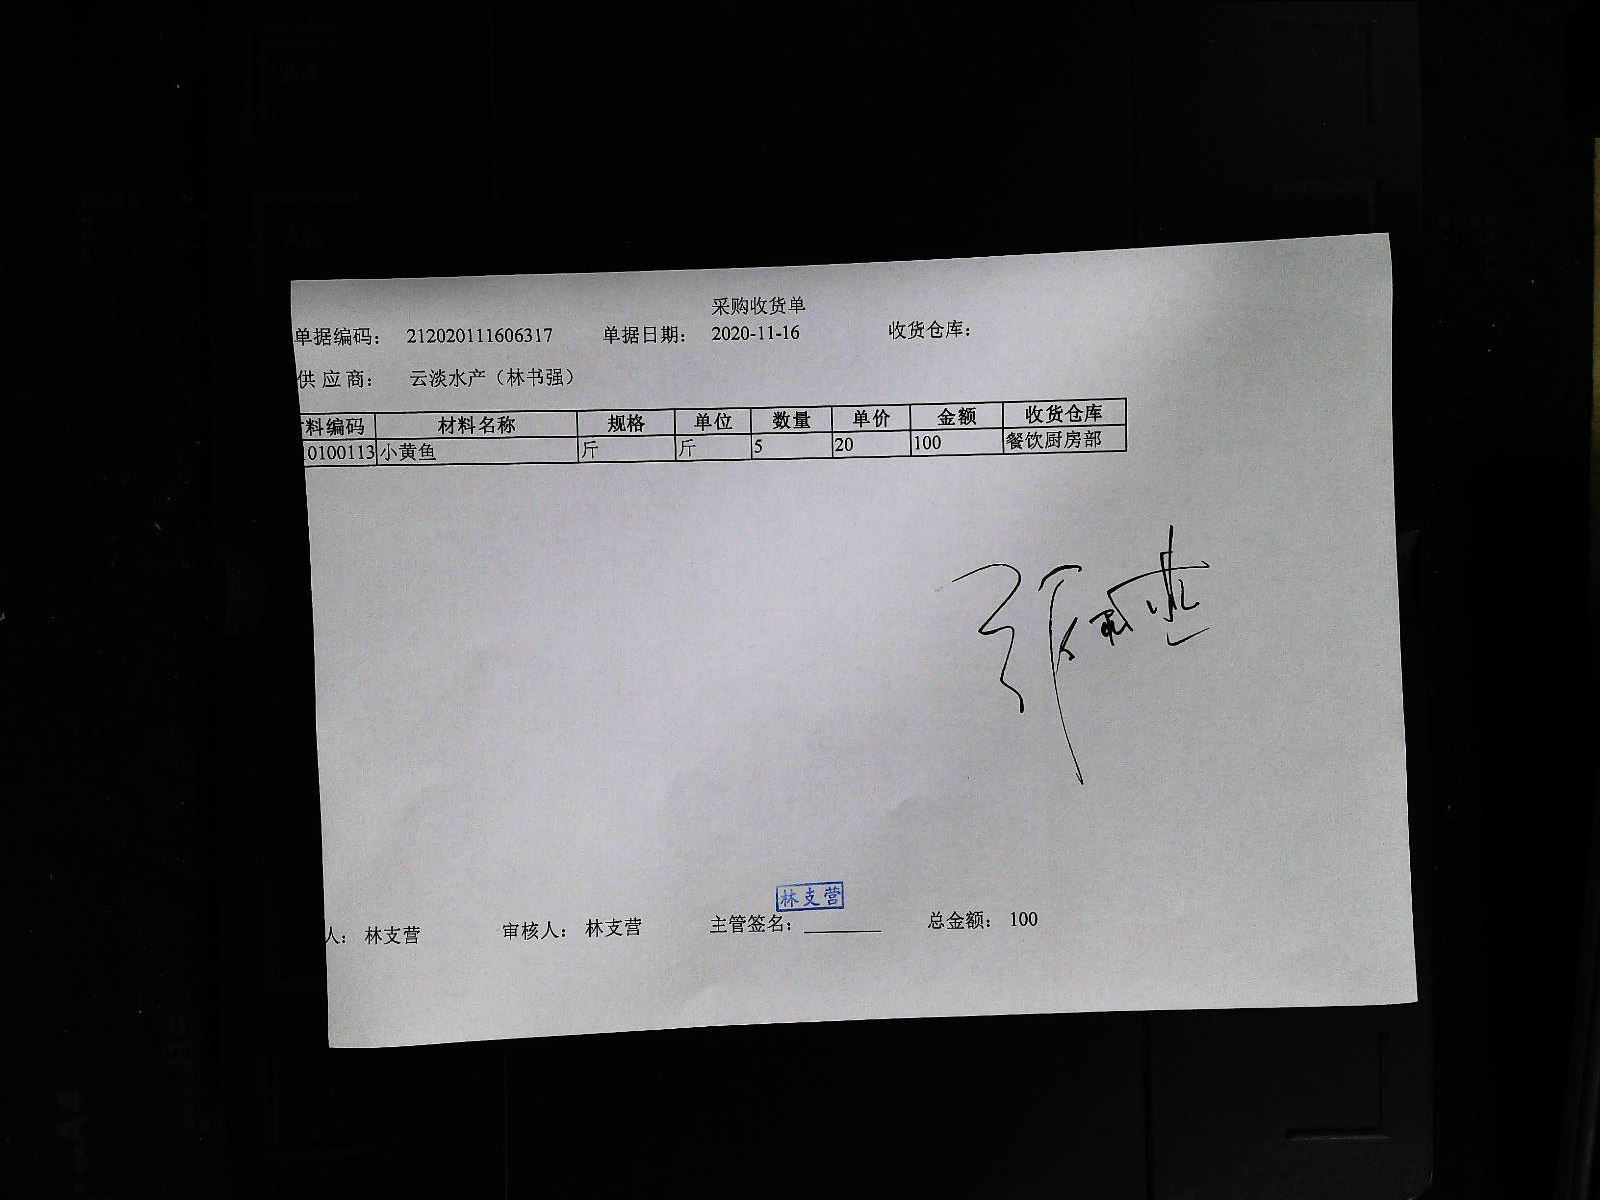 采购收货单
单据编码： 212020111606317 单据日期： 2020-11-16 收货仓库：
供 应 商： 云淡水产（林书强）
料编码 材料名称 规格 单位 数量 单价 金额 收货仓库
10100113 小黄鱼 斤 斤 5 20 100 餐饮厨房部
林支营
人： 林支营 审核人： 林支营 主管签名： 总金额： 100